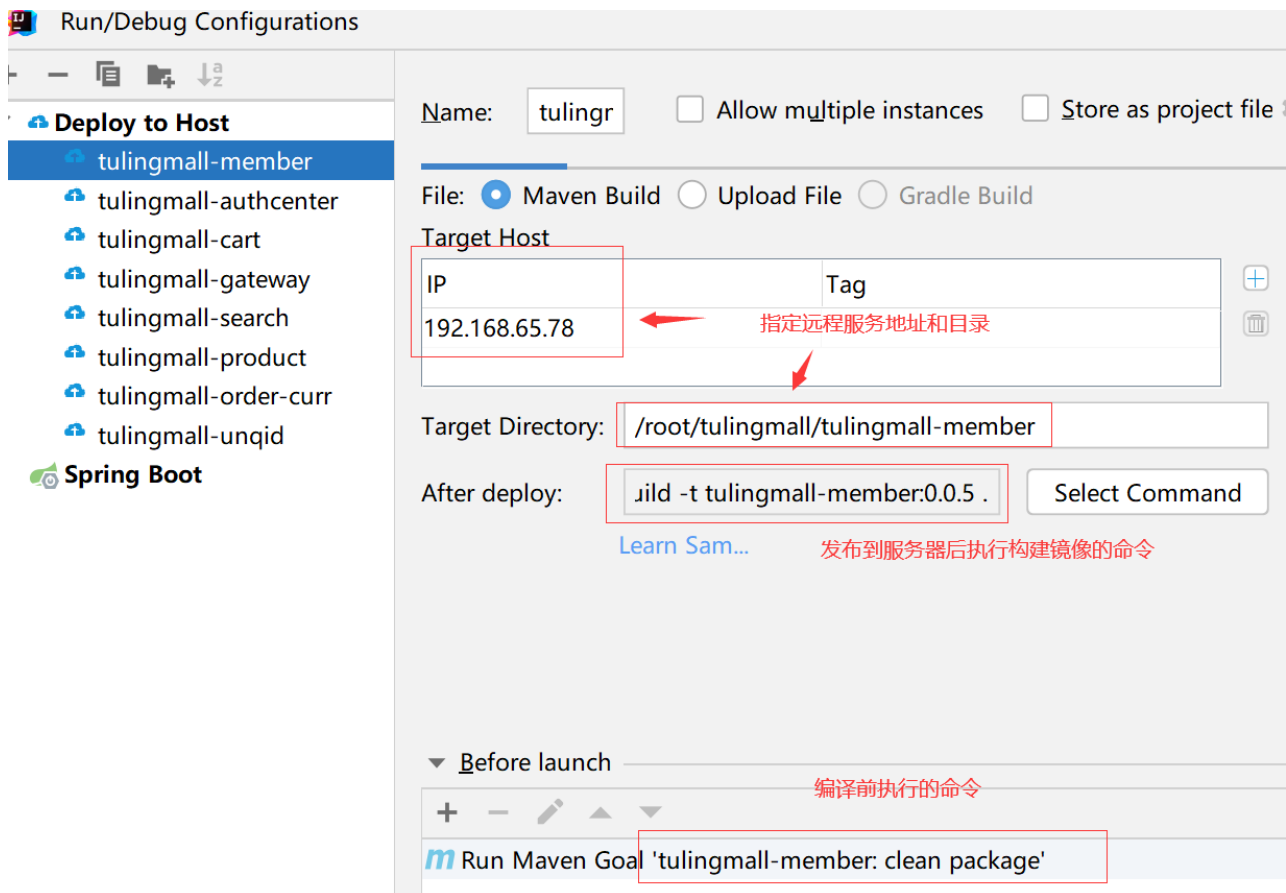 Run/Debug Configurations
Deploy to Host
tulingmall-member
tulingmall-authcenter
tulingmall-cart
tulingmall-gateway
tulingmall-search
tulingmall-product
tulingmall-order-curr
tulingmall-unqid
Spring Boot
Name: tulingr Allow multiple instances Store as project file
File: Maven Build Upload File Gradle Build
Target Host
IP Tag
192.168.65.78
指定远程服务地址和目录
Target Directory: /root/tulingmall/tulingmall-member
After deploy: uild -t tulingmall-member:0.0.5 . Select Command
Learn Sam...
发布到服务器后执行构建镜像的命令
Before launch
编译前执行的命令
Run Maven Goal 'tulingmall-member: clean package'